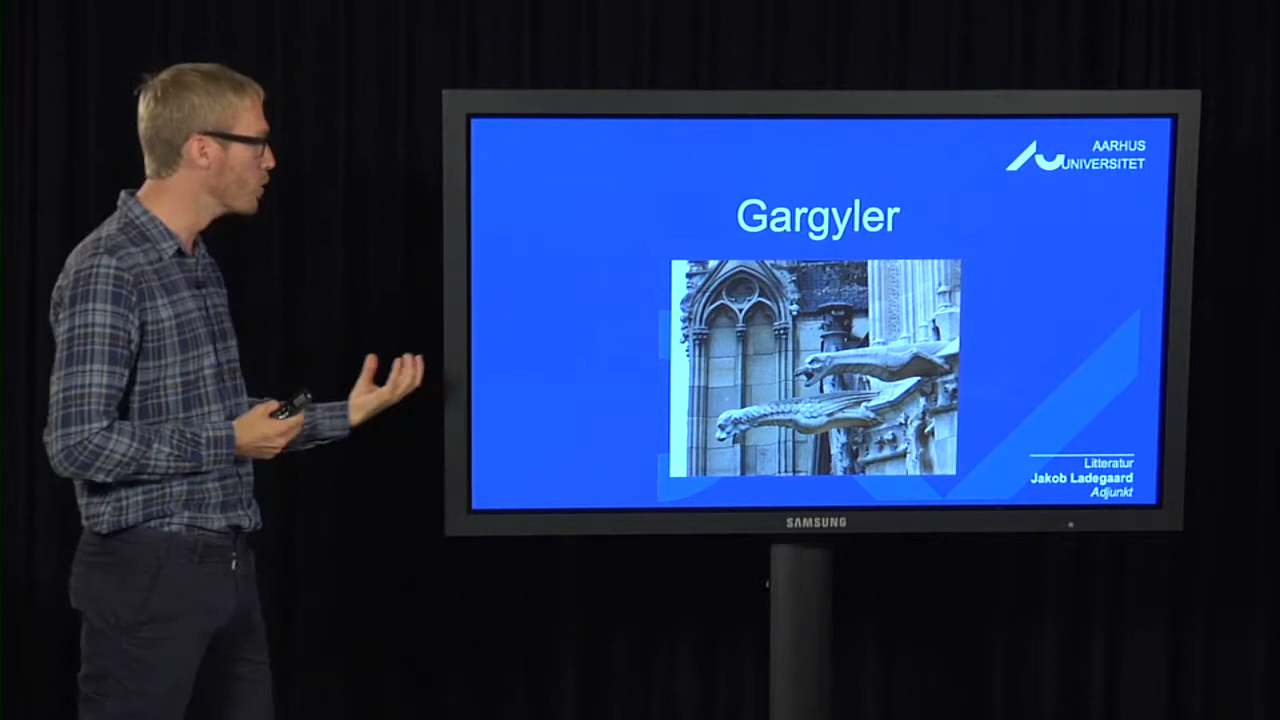 AARHUS
UNIVERSITET
Gargyler
Litteratur
Jakob Ladegaard
Adjunkt
SAMSUNG